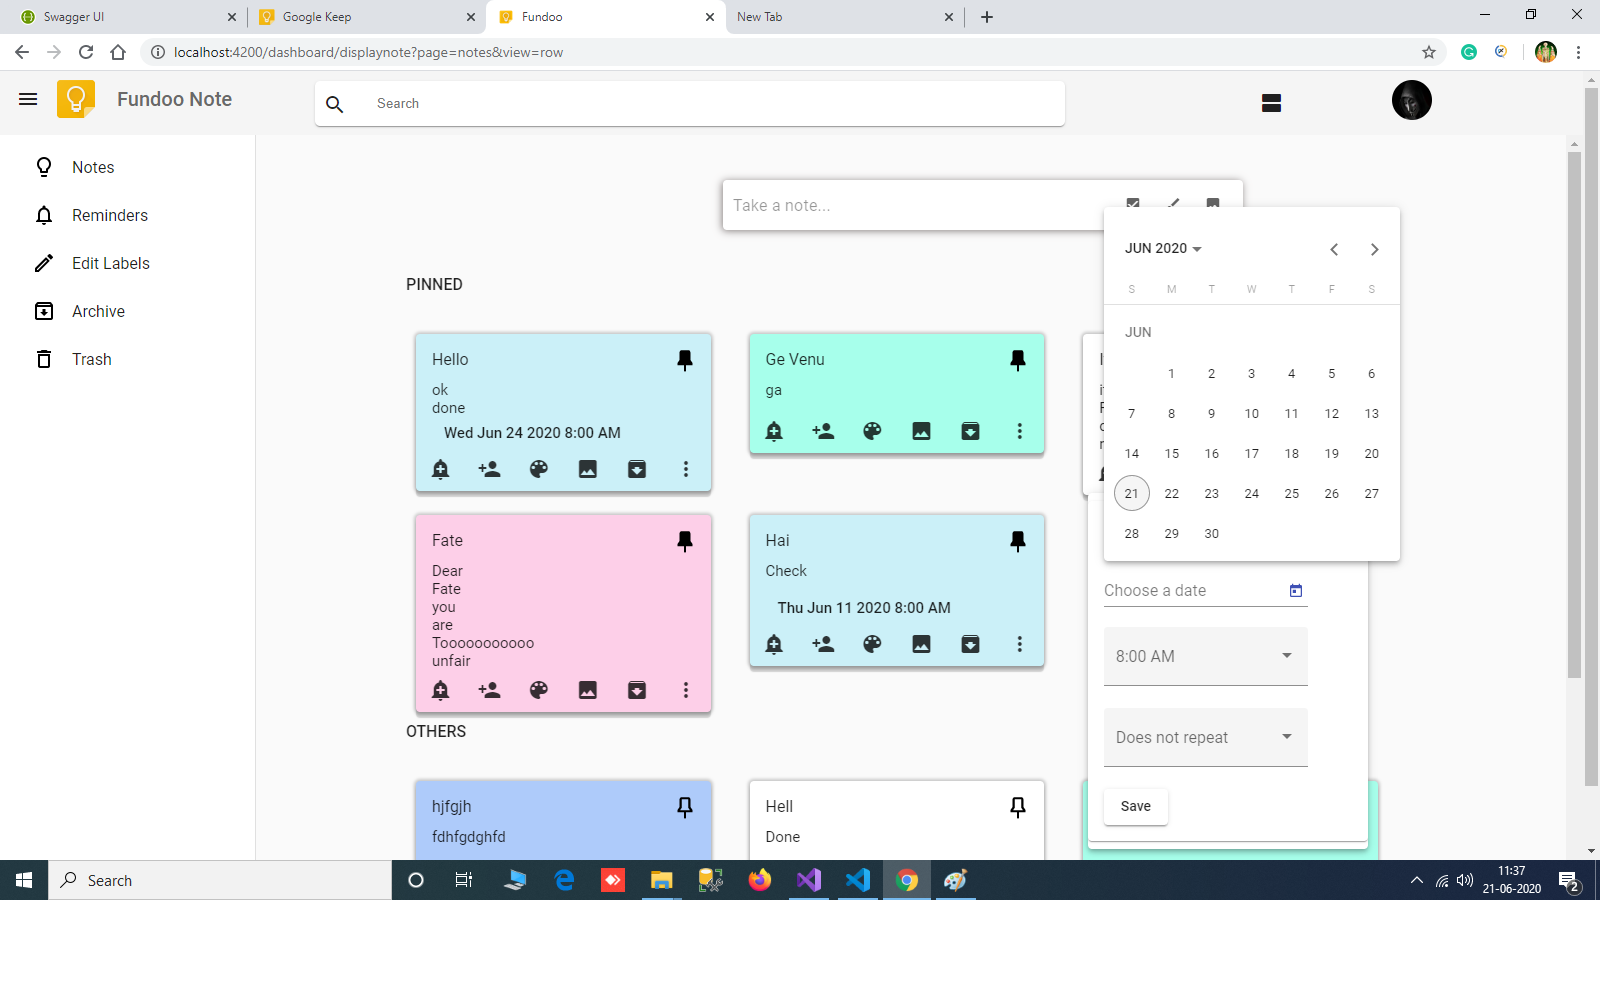 Swagger UI
Google Keep
Fundoo
New Tab
localhost:4200/dashboard/displaynote?page=notes&view=row
Fundoo Note
Search
Notes
Reminders
Edit Labels
Archive
Trash
Take a note...
PINNED
Hello
ok
done
Wed Jun 24 2020 8:00 AM
Ge Venu
ga
Fate
Dear
Fate
you
are
Tooooooooooo
unfair
Hai
Check
Thu Jun 11 2020 8:00 AM
OTHERS
hjfgjh
fdhfgdghfd
Hell
Done
JUN 2020
S M T W T F S
JUN
1 2 3 4 5 6
7 8 9 10 11 12 13
14 15 16 17 18 19 20
21 22 23 24 25 26 27
28 29 30
Choose a date
8:00 AM
Does not repeat
Save
Search
11:37
21-06-2020
2